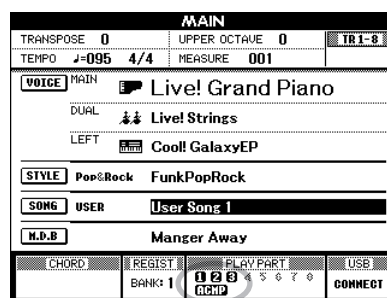 MAIN
TRANSPOSE 0 UPPER OCTAVE 0 TR 1-8
TEMPO ♩=095 4/4 MEASURE 001
VOICE MAIN Live! Grand Piano
DUAL Live! Strings
LEFT Cool! GalaxyEP
STYLE Pop&Rock FunkPopRock
SONG USER User Song 1
M.D.B Manger Away
CHORD REGIST PLAY PART USB
BANK: 1 1 2 3 4 5 6 7 8 CONNECT
ACMP